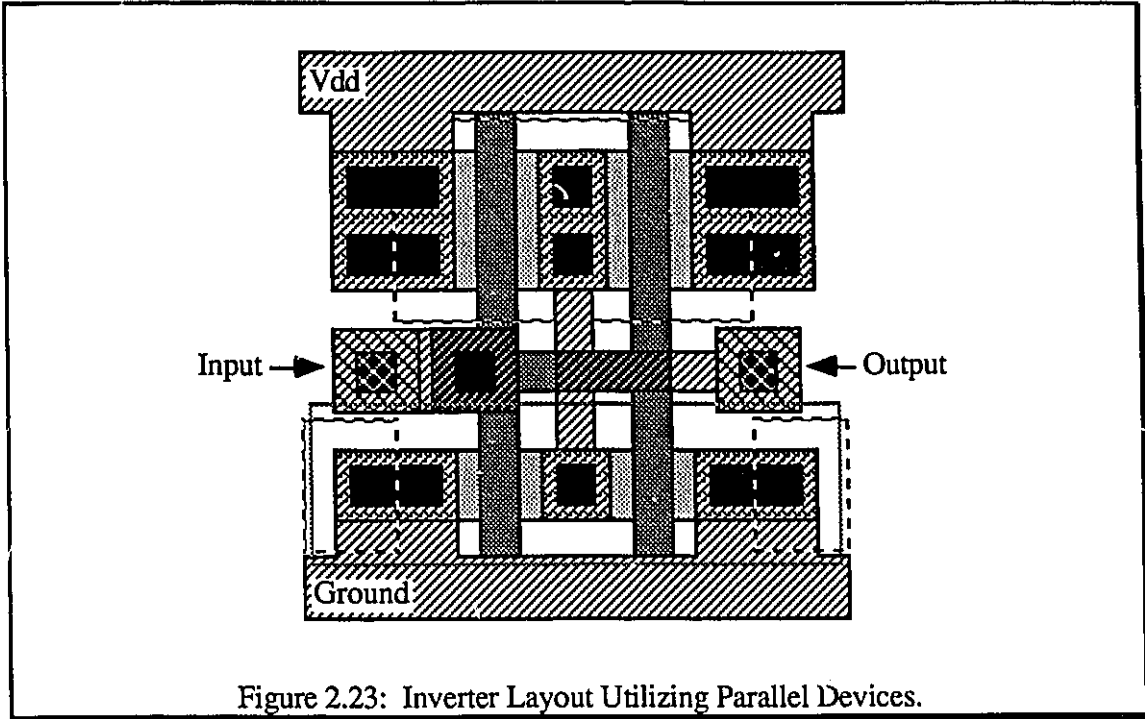 Vdd
Input
Output
Ground
Figure 2.23: Inverter Layout Utilizing Parallel Devices.